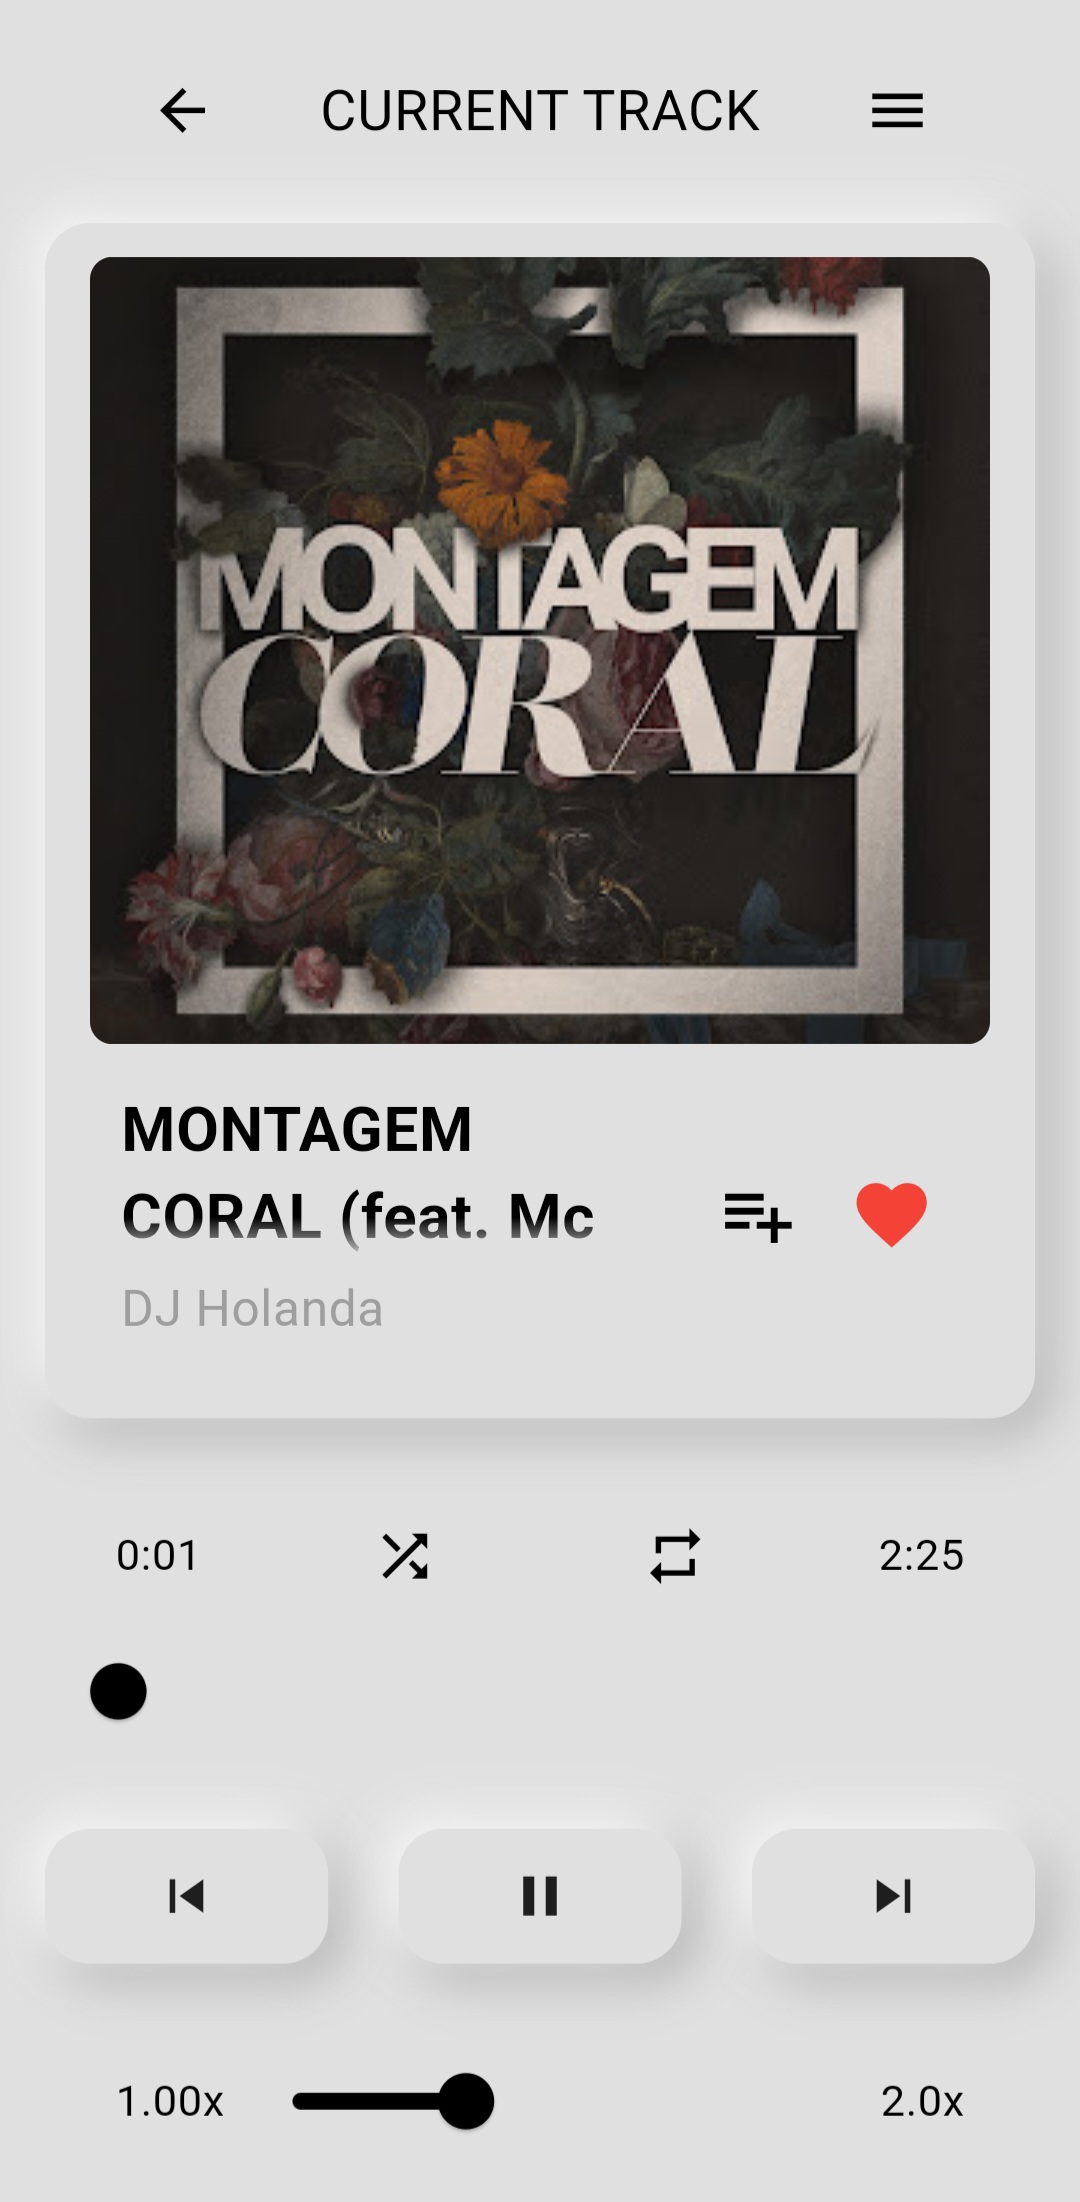 CURRENT TRACK
MONTAGEM
CORAL
MONTAGEM
CORAL (feat. Mc
DJ Holanda
0:01
2:25
1.00x
2.0x